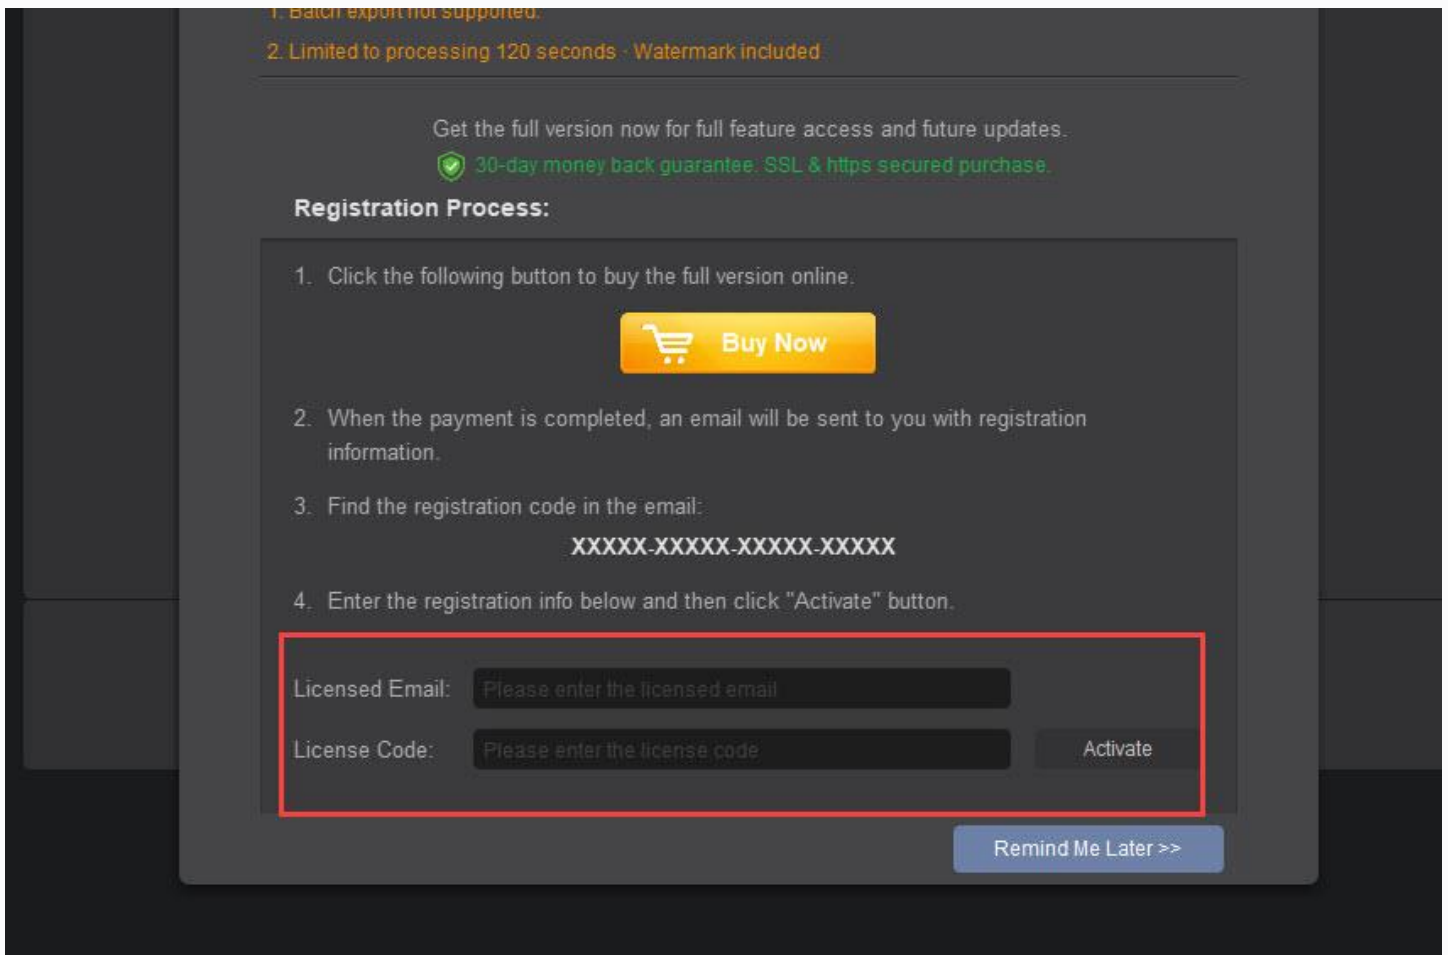 1. Batch export not supported.
2. Limited to processing 120 seconds · Watermark included
Get the full version now for full feature access and future updates.
30-day money back guarantee. SSL & https secured purchase.
Registration Process:
1. Click the following button to buy the full version online.
Buy Now
2. When the payment is completed, an email will be sent to you with registration
information.
3. Find the registration code in the email:
XXXXX-XXXXX-XXXXX-XXXXX
4. Enter the registration info below and then click "Activate" button.
Licensed Email: Please enter the licensed email
License Code: Please enter the license code Activate
Remind Me Later >>